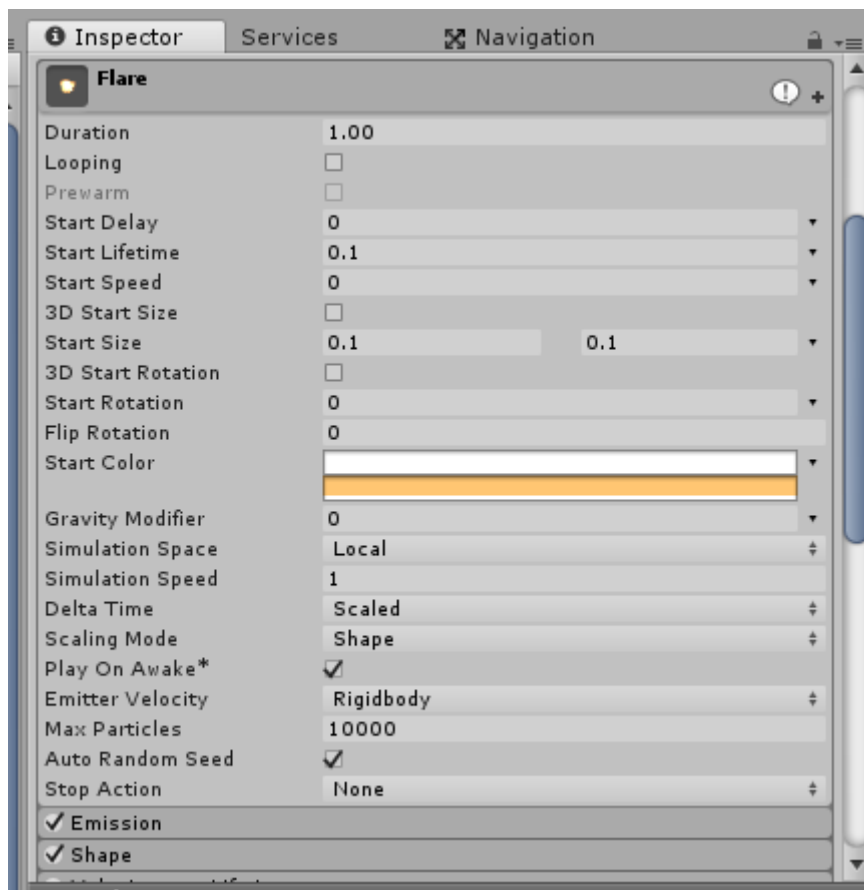 Inspector Services Navigation
Flare
Duration 1.00
Looping
Prewarm
Start Delay 0
Start Lifetime 0.1
Start Speed 0
3D Start Size
Start Size 0.1 0.1
3D Start Rotation
Start Rotation 0
Flip Rotation 0
Start Color
Gravity Modifier 0
Simulation Space Local
Simulation Speed 1
Delta Time Scaled
Scaling Mode Shape
Play On Awake*
Emitter Velocity Rigidbody
Max Particles 10000
Auto Random Seed
Stop Action None
Emission
Shape